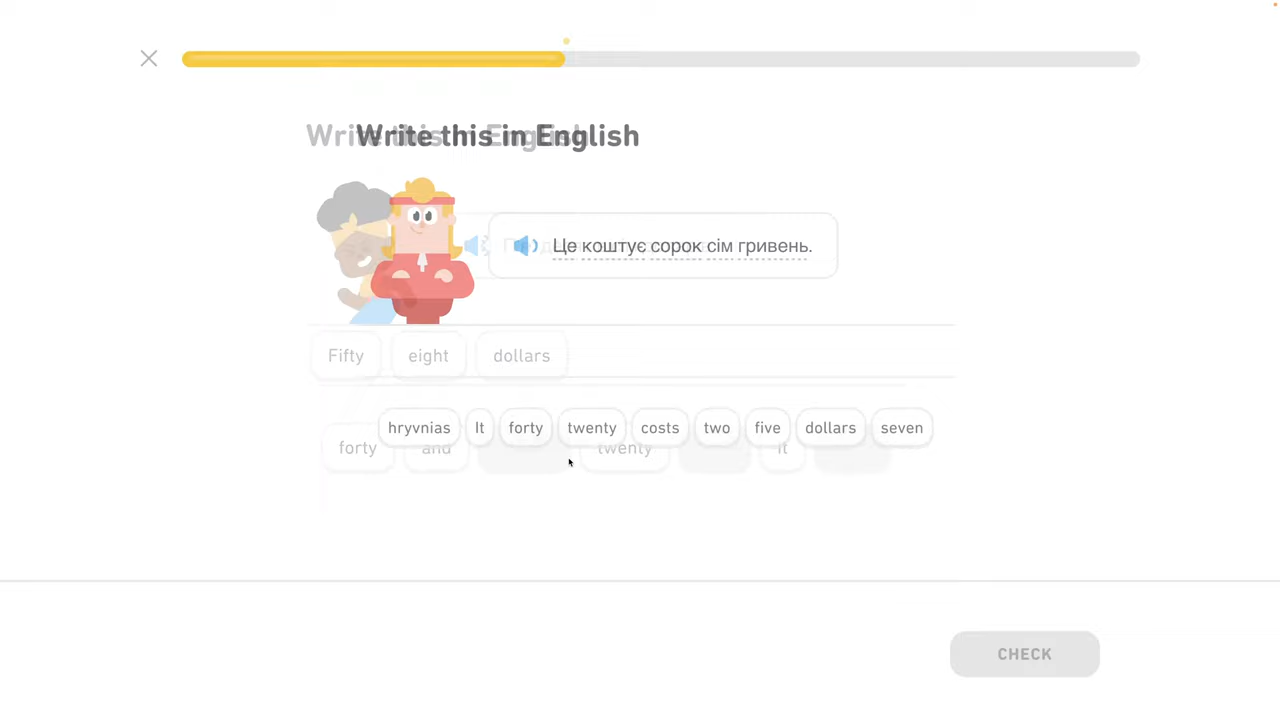 Write this in English
Це коштує сорок сім гривень.
Fifty eight dollars
hryvnias It forty twenty costs two five dollars seven
forty and twenty it
CHECK